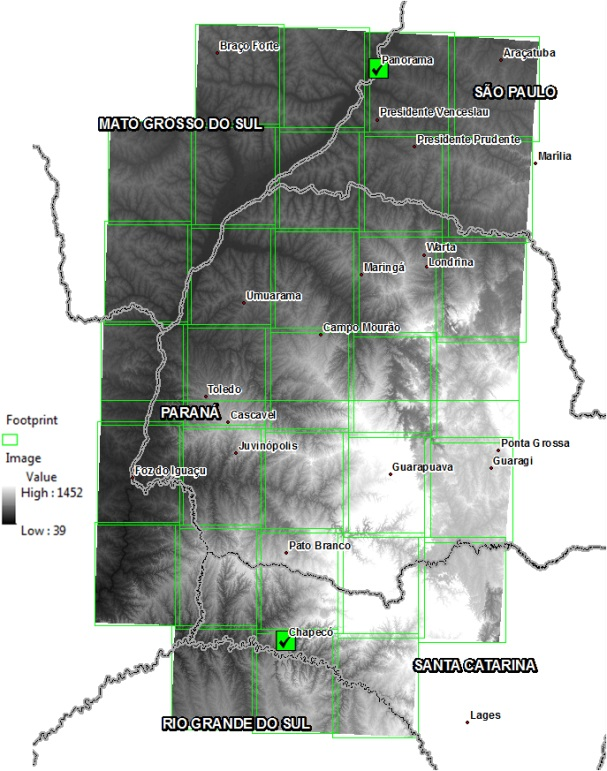 Braço Forte
Panorama
Araçatuba
SÃO PAULO
Presidente Venceslau
MATO GROSSO DO SUL
Presidente Prudente
Marilia
Warta
Londrina
Maringá
Umuarama
Campo Mourão
Toledo
PARANÁ
Cascavel
Footprint
Juvinópolis
Ponta Grossa
Image
Guaragi
Foz do Iguaçu
Guarapuava
Value
High : 1452
Low : 39
Pato Branco
Chapecó
SANTA CATARINA
Lages
RIO GRANDE DO SUL